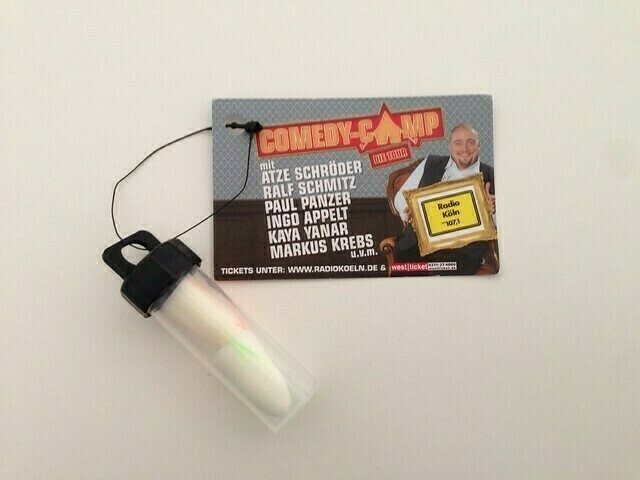 COMEDY-CAMP
DIE TOUR
mit
ATZE SCHRÖDER
RALF SCHMITZ
PAUL PANZER
INGO APPELT
KAYA YANAR
MARKUS KREBS
u.v.m.
Radio
Köln
107,1
TICKETS UNTER: WWW.RADIOKOELN.DE & westticket